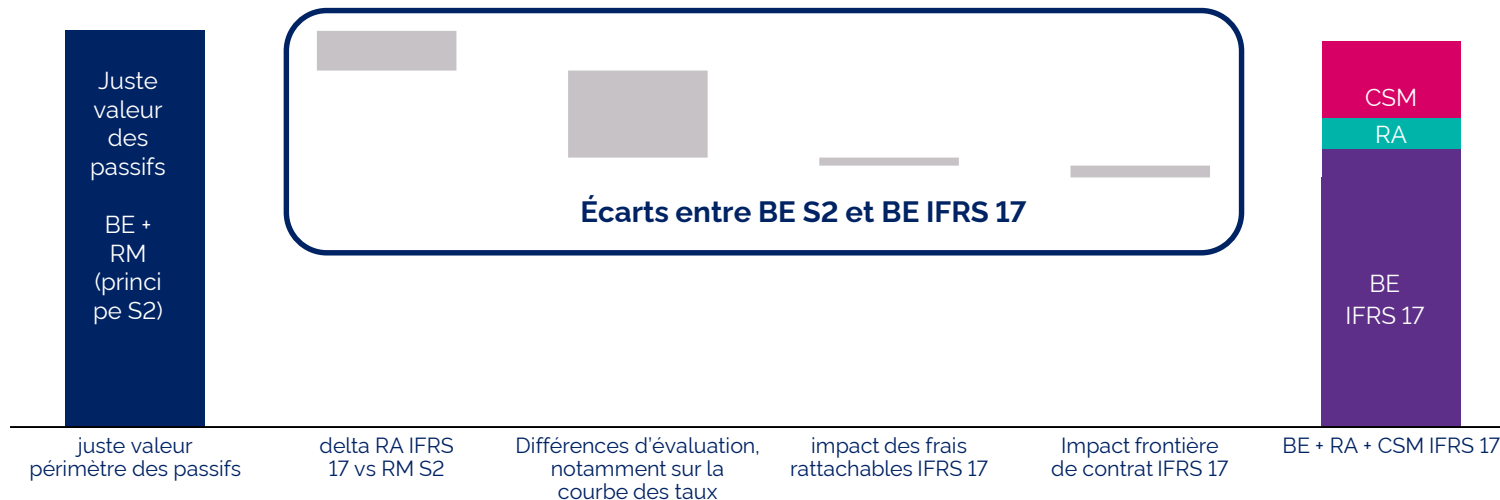 Juste
valeur
des
passifs
BE +
RM
(princi
pe S2)
Écarts entre BE S2 et BE IFRS 17
CSM
RA
BE
IFRS 17
juste valeur
périmètre des passifs
delta RA IFRS
17 vs RM S2
Différences d'évaluation,
notamment sur la
courbe des taux
impact des frais
rattachables IFRS 17
Impact frontière
de contrat IFRS 17
BE + RA + CSM IFRS 17